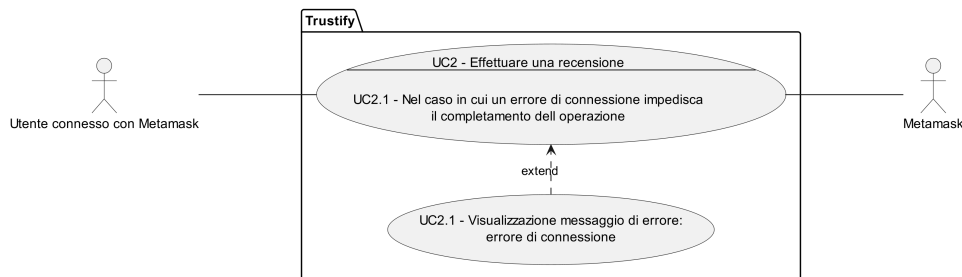 Trustify
UC2 - Effettuare una recensione
UC2.1 - Nel caso in cui un errore di connessione impedisca
il completamento dell operazione
Utente connesso con Metamask
Metamask
extend
UC2.1 - Visualizzazione messaggio di errore:
errore di connessione